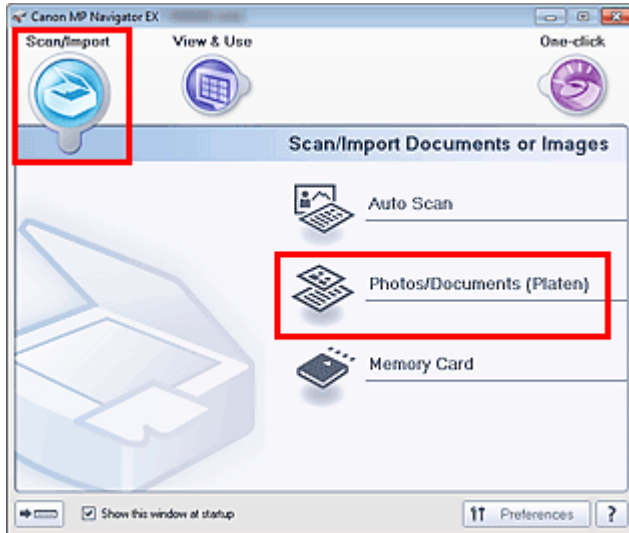 Canon MP Navigator EX
Scan/Import
View & Use
One-click
Scan/Import Documents or Images
Auto Scan
Photos/Documents (Platen)
Memory Card
Show this window at startup
Preferences
?